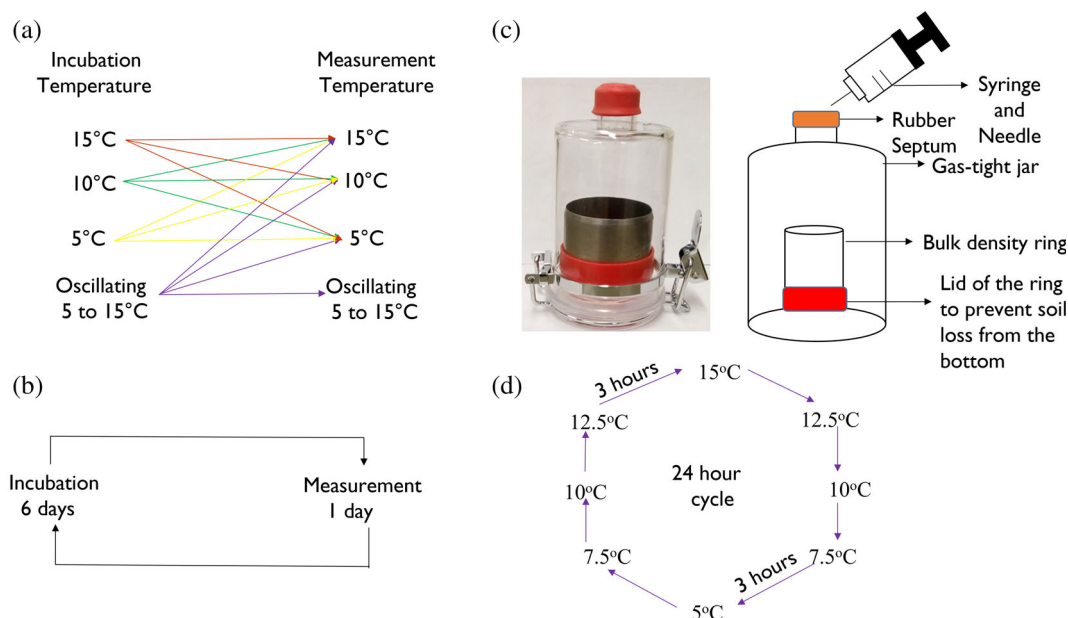 (a)
Incubation
Temperature
Measurement
Temperature
15°C
15°C
10°C
10°C
5°C
5°C
Oscillating
5 to 15°C
Oscillating
5 to 15°C
(b)
Incubation
6 days
Measurement
1 day
(c)
Syringe
and
Needle
Rubber
Septum
Gas-tight jar
Bulk density ring
Lid of the ring
to prevent soil
loss from the
bottom
(d)
15°C
12.5°C
10°C
7.5°C
3 hours
5°C
7.5°C
10°C
12.5°C
3 hours
24 hour
cycle